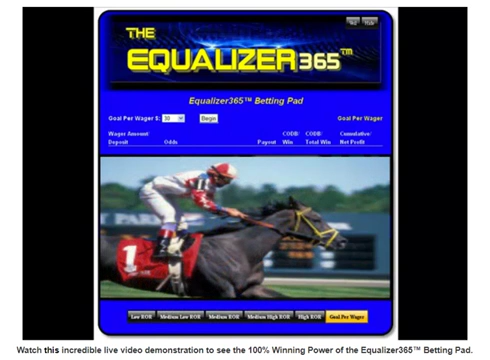 THE
EQUALIZER365™
Equalizer365™ Betting Pad
Goal Per Wager $: 30 Begin Goal Per Wager
Wager Amount/ CODB/ CODB/ Cumulative/
Deposit Odds Payout Win Total Win Net Profit
1
Low ROR Medium Low ROR Medium ROR Medium High ROR High ROR Goal Per Wager
Watch this incredible live video demonstration to see the 100% Winning Power of the Equalizer365™ Betting Pad.